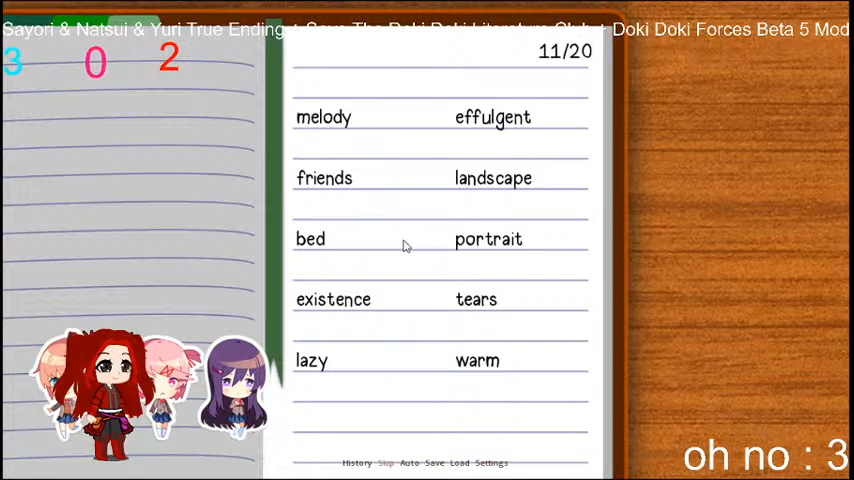 Sayori & Natsui & Yuri True Ending + Save The Doki Doki Literature Club + Doki Doki Forces Beta 5 Mod
3 0 2
11/20
melody effulgent
friends landscape
bed portrait
existence tears
lazy warm
History Skip Auto Save Load Settings
oh no : 3